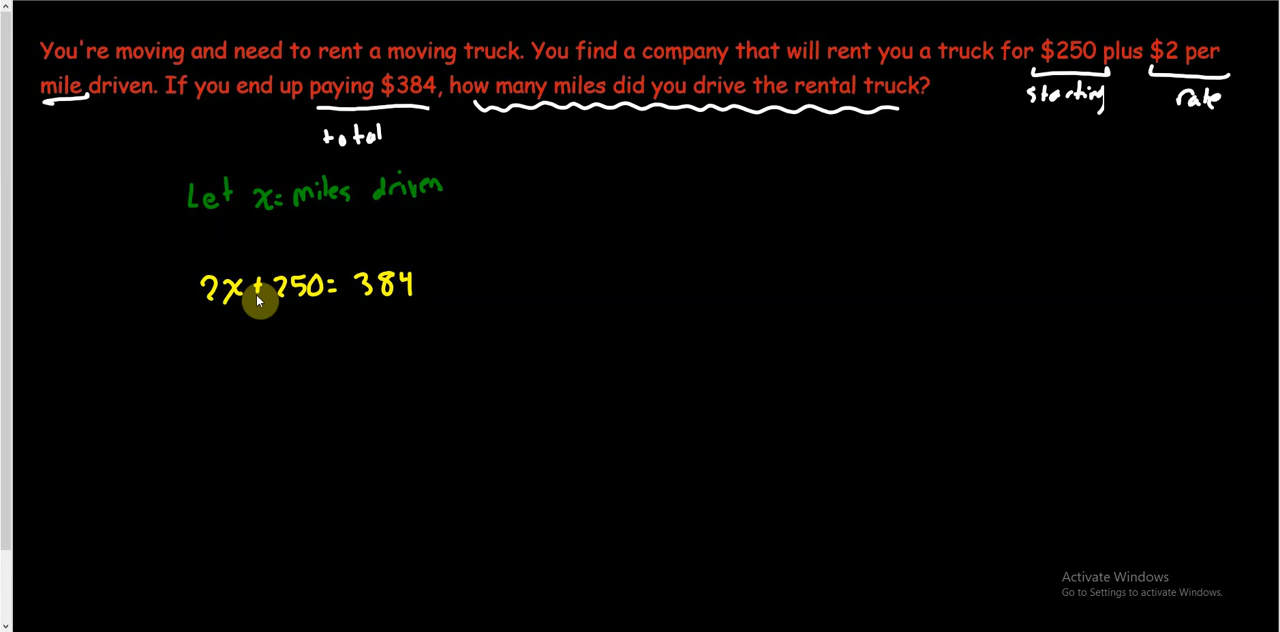 You're moving and need to rent a moving truck. You find a company that will rent you a truck for $250 plus $2 per
mile driven. If you end up paying $384, how many miles did you drive the rental truck?
starting
rate
total
Let x= miles driven
2x+250= 384
Activate Windows
Go to Settings to activate Windows.